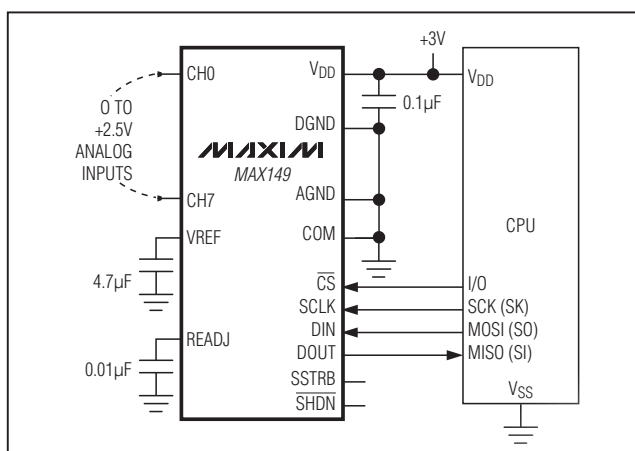 +3V
CH0
VDD
VDD
0 TO
+2.5V
ANALOG
INPUTS
0.1µF
DGND
MAXIM
MAX149
AGND
CH7
CPU
VREF
COM
4.7µF
CS
I/O
SCLK
SCK (SK)
DIN
MOSI (SO)
READJ
DOUT
MISO (SI)
0.01µF
SSTRB
SHDN
VSS